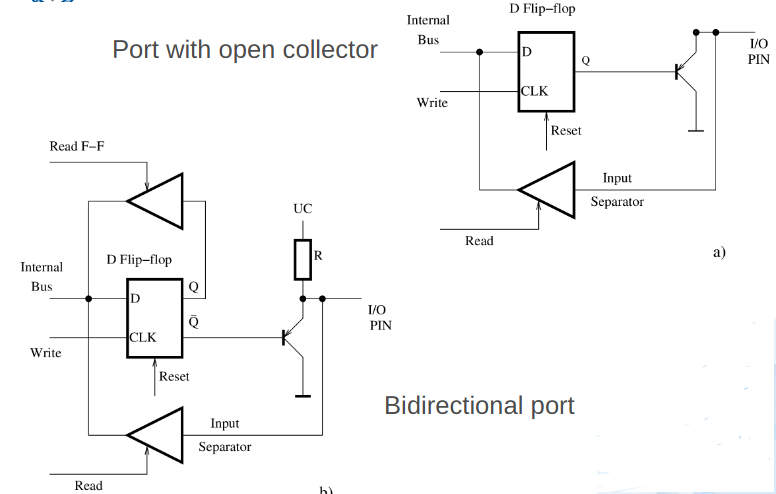 Port with open collector
D Flip-flop
Internal
Bus
D
Q
CLK
Write
Reset
I/O
PIN
Input
Separator
Read
a)
Read F-F
UC
R
D Flip-flop
Internal
Bus
D
Q
Q̄
CLK
Write
Reset
I/O
PIN
Input
Separator
Read
b)
Bidirectional port